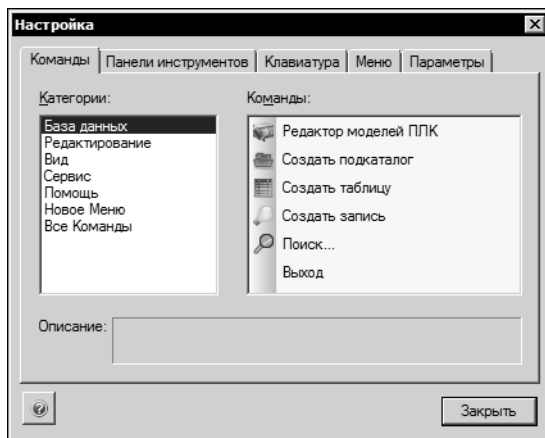 Настройка
Команды Панели инструментов Клавиатура Меню Параметры
Категории:
База данных
Редактирование
Вид
Сервис
Помощь
Новое Меню
Все Команды
Команды:
Редактор моделей ПЛК
Создать подкаталог
Создать таблицу
Создать запись
Поиск...
Выход
Описание:
Закрыть